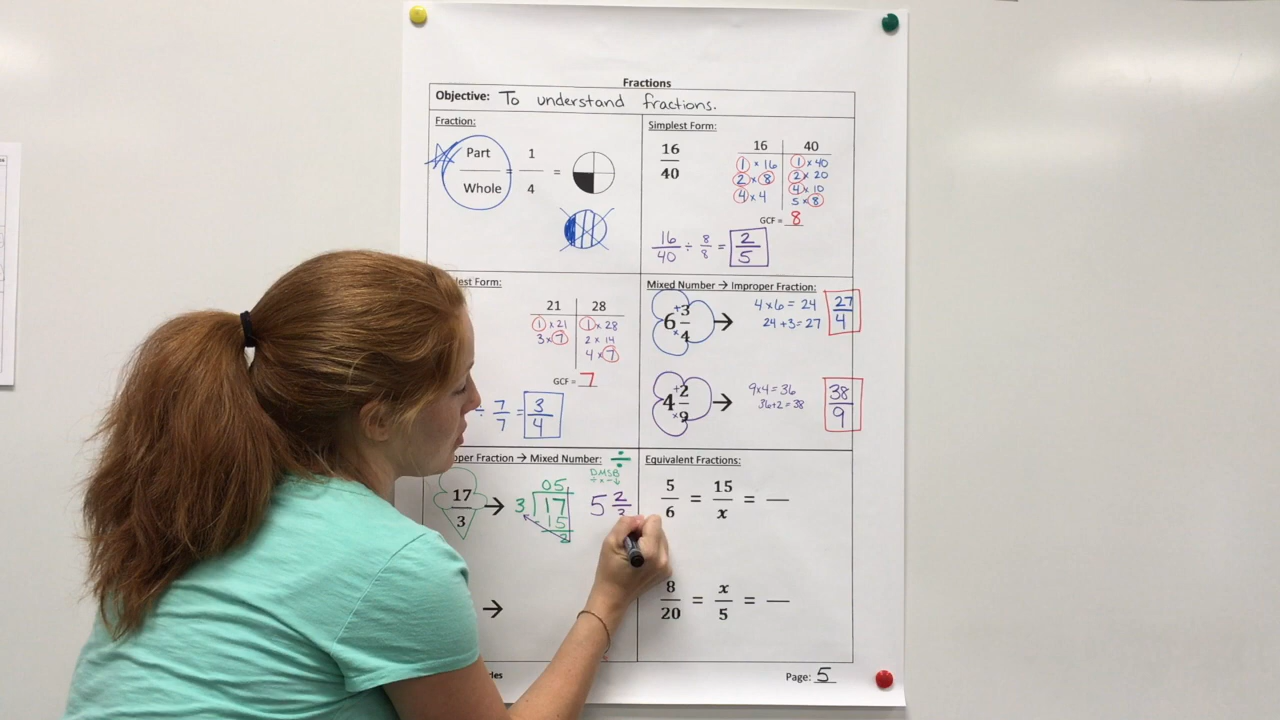 Fractions
Objective: To understand fractions.
Fraction:
Part
Whole
= 1/4 =
Simplest Form:
16/40
16 | 40
1 × 16 | 1 × 40
2 × 8 | 2 × 20
4 × 4 | 4 × 10
5 × 8
GCF = 8
16/40 ÷ 8/8 = 2/5
Form:
21 | 28
1 × 21 | 1 × 28
3 × 7 | 2 × 14
4 × 7
GCF = 7
÷ 7/7 = 3/4
Mixed Number → Improper Fraction:
6 + 3/4 × →
4 × 6 = 24
24 + 3 = 27
27/4
4 + 2/9 × →
9 × 4 = 36
36 + 2 = 38
38/9
Fraction → Mixed Number: ÷
DMSB
÷ × − ↓
17/3 →
05
3 17
- 15
2
5 2/3
→
Equivalent Fractions:
5/6 = 15/x = —
8/20 = x/5 = —
Page: 5